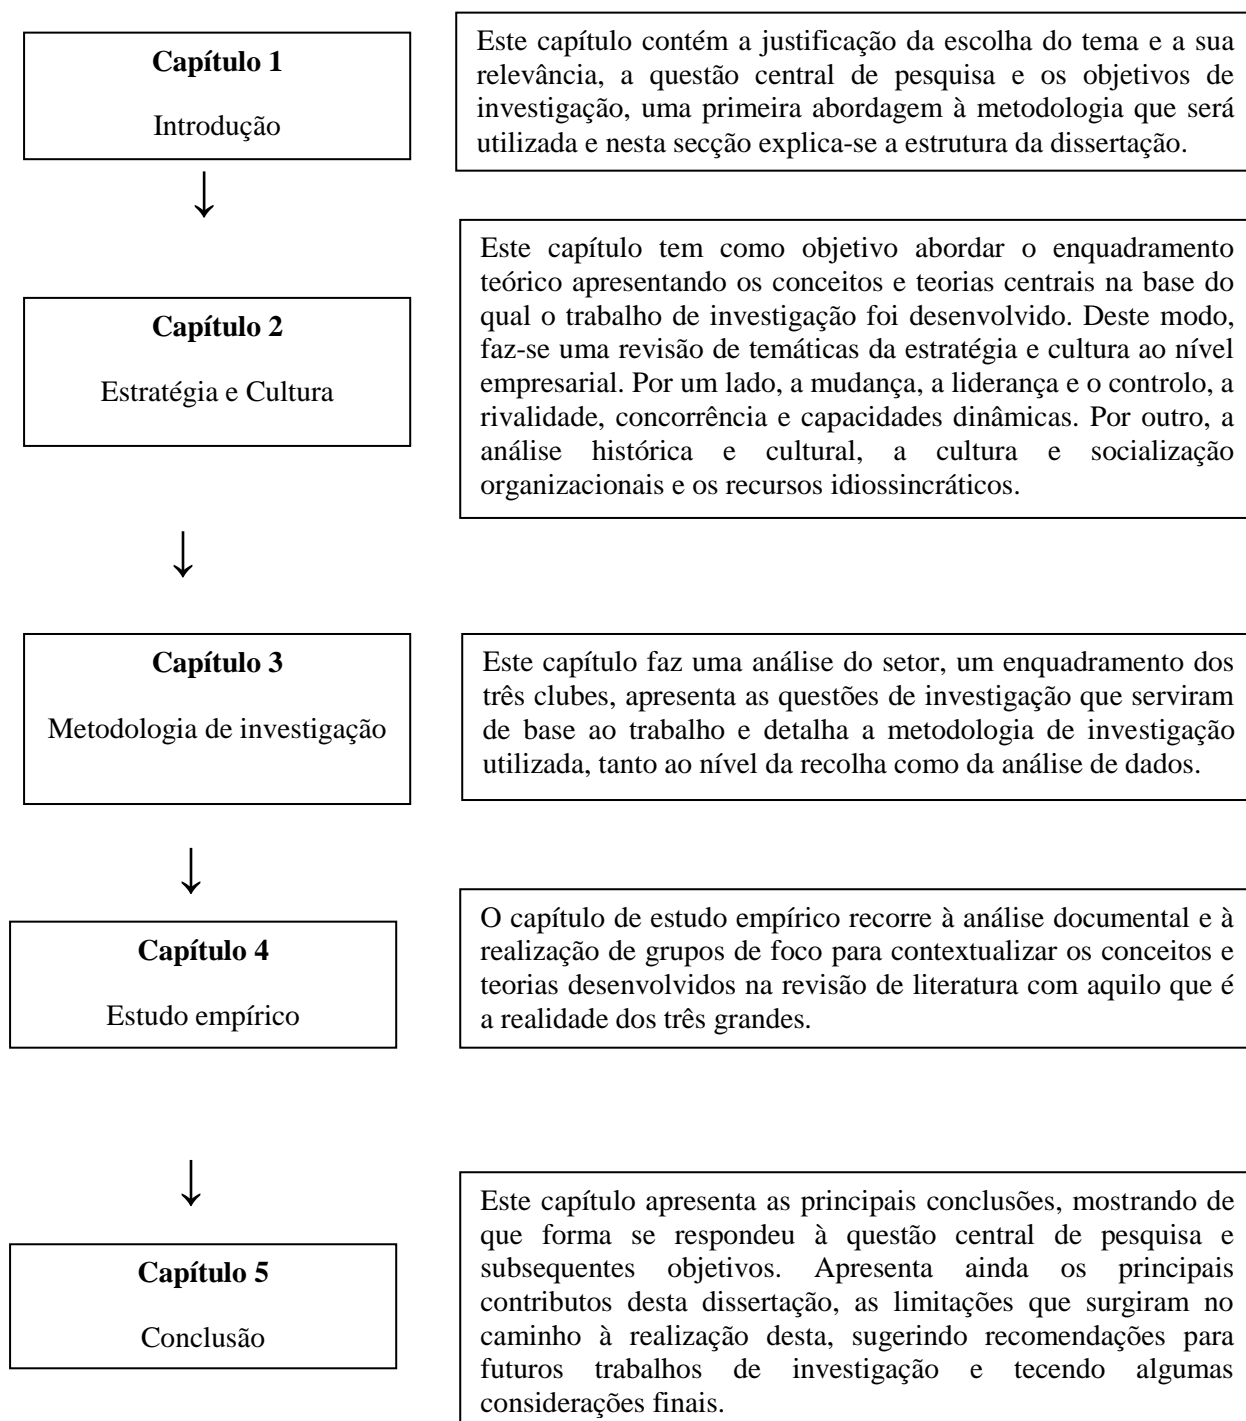 Capítulo 1
Introdução
Este capítulo contém a justificação da escolha do tema e a sua
relevância, a questão central de pesquisa e os objetivos de
investigação, uma primeira abordagem à metodologia que será
utilizada e nesta secção explica-se a estrutura da dissertação.
Capítulo 2
Estratégia e Cultura
Este capítulo tem como objetivo abordar o enquadramento
teórico apresentando os conceitos e teorias centrais na base do
qual o trabalho de investigação foi desenvolvido. Deste modo,
faz-se uma revisão de temáticas da estratégia e cultura ao nível
empresarial. Por um lado, a mudança, a liderança e o controlo, a
rivalidade, concorrência e capacidades dinâmicas. Por outro, a
análise histórica e cultural, a cultura e socialização
organizacionais e os recursos idiossincráticos.
Capítulo 3
Metodologia de investigação
Este capítulo faz uma análise do setor, um enquadramento dos
três clubes, apresenta as questões de investigação que serviram
de base ao trabalho e detalha a metodologia de investigação
utilizada, tanto ao nível da recolha como da análise de dados.
Capítulo 4
Estudo empírico
O capítulo de estudo empírico recorre à análise documental e à
realização de grupos de foco para contextualizar os conceitos e
teorias desenvolvidos na revisão de literatura com aquilo que é
a realidade dos três grandes.
Capítulo 5
Conclusão
Este capítulo apresenta as principais conclusões, mostrando de
que forma se respondeu à questão central de pesquisa e
subsequentes objetivos. Apresenta ainda os principais
contributos desta dissertação, as limitações que surgiram no
caminho à realização desta, sugerindo recomendações para
futuros trabalhos de investigação e tecendo algumas
considerações finais.